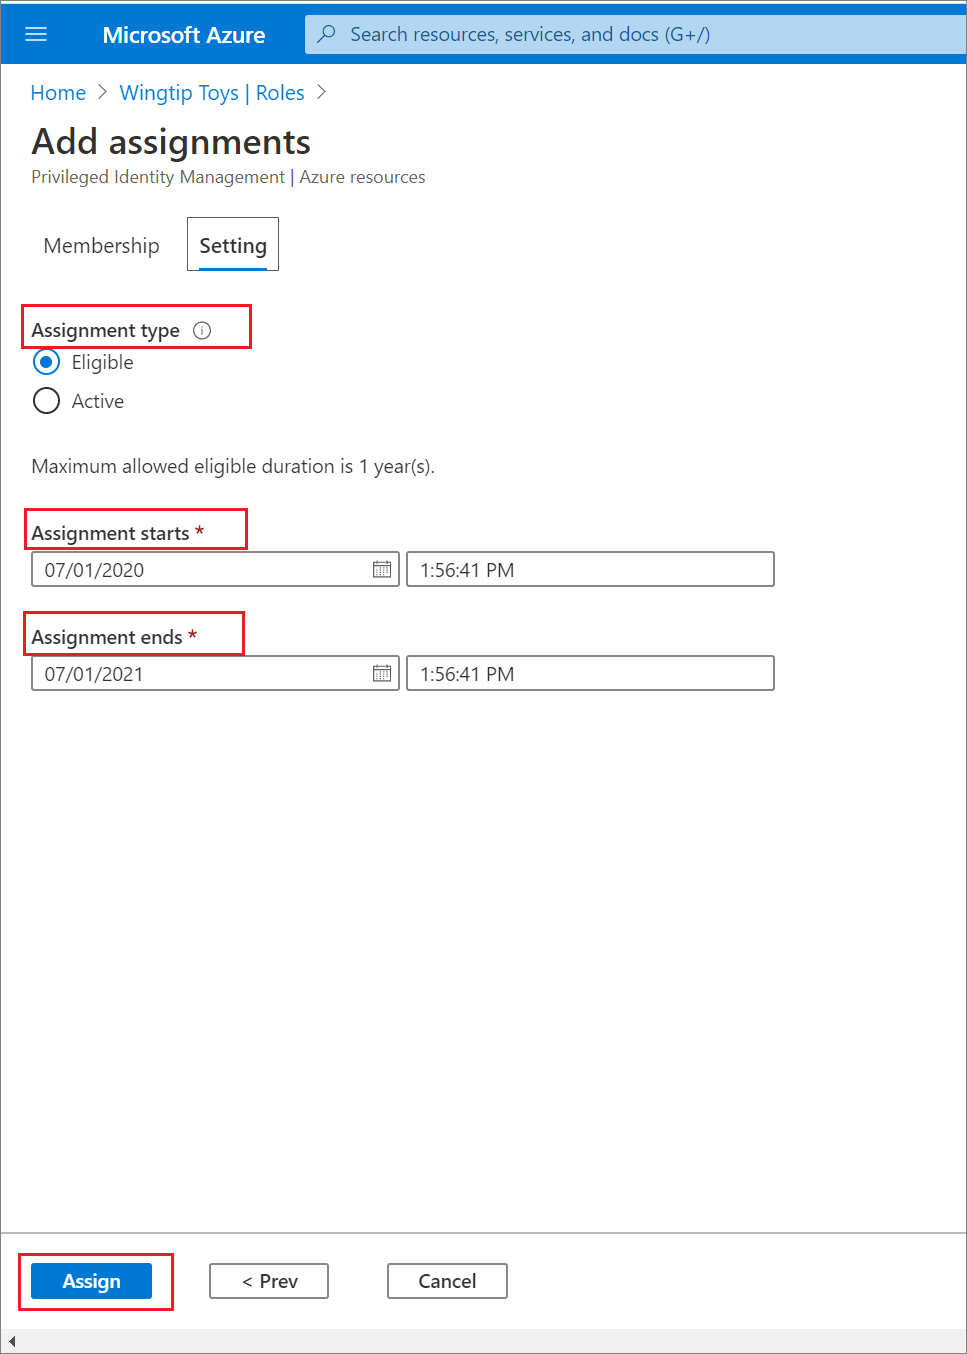 Microsoft Azure
Search resources, services, and docs (G+/)
Home > Wingtip Toys | Roles >
Add assignments
Privileged Identity Management | Azure resources
Membership Setting
Assignment type
Eligible
Active
Maximum allowed eligible duration is 1 year(s).
Assignment starts *
07/01/2020 1:56:41 PM
Assignment ends *
07/01/2021 1:56:41 PM
Assign < Prev Cancel